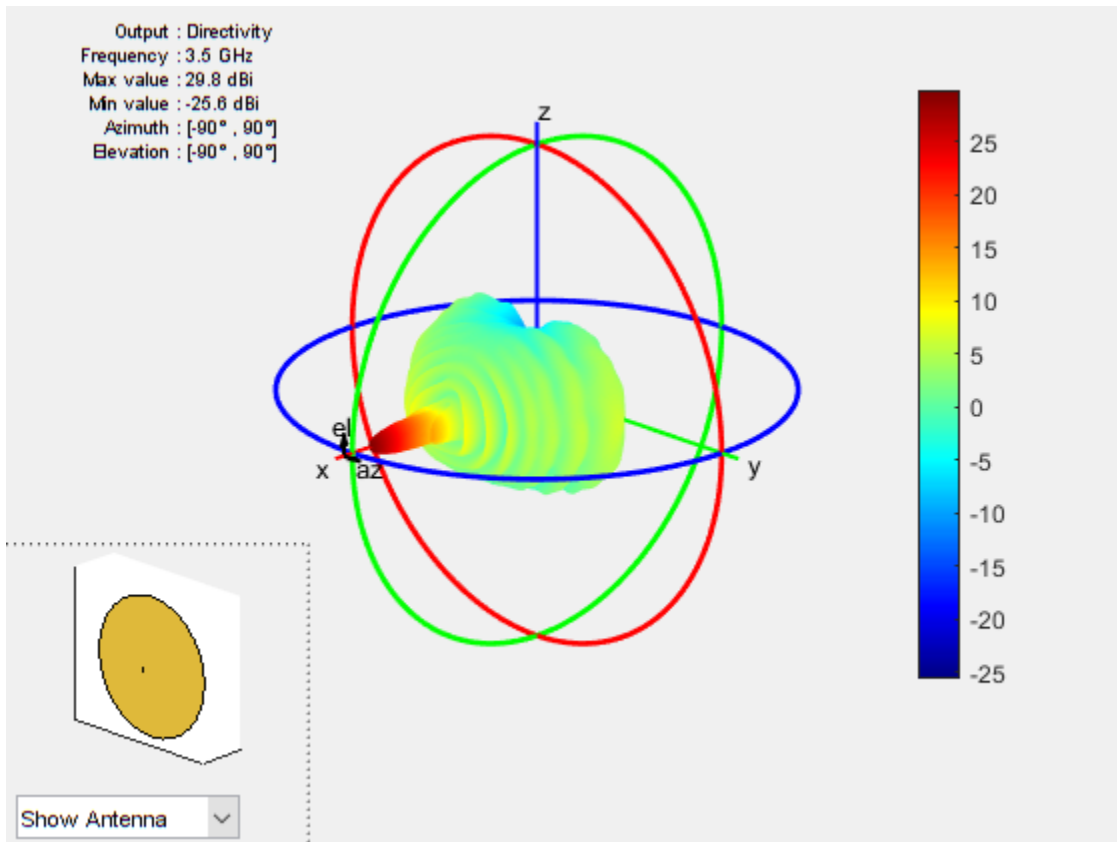 Output : Directivity
Frequency : 3.5 GHz
Max value : 29.8 dBi
Min value : -25.6 dBi
Azimuth : [-90° , 90°]
Elevation : [-90° , 90°]
z
25
20
15
10
5
0
-5
-10
-15
-20
-25
el
x
az
y
Show Antenna